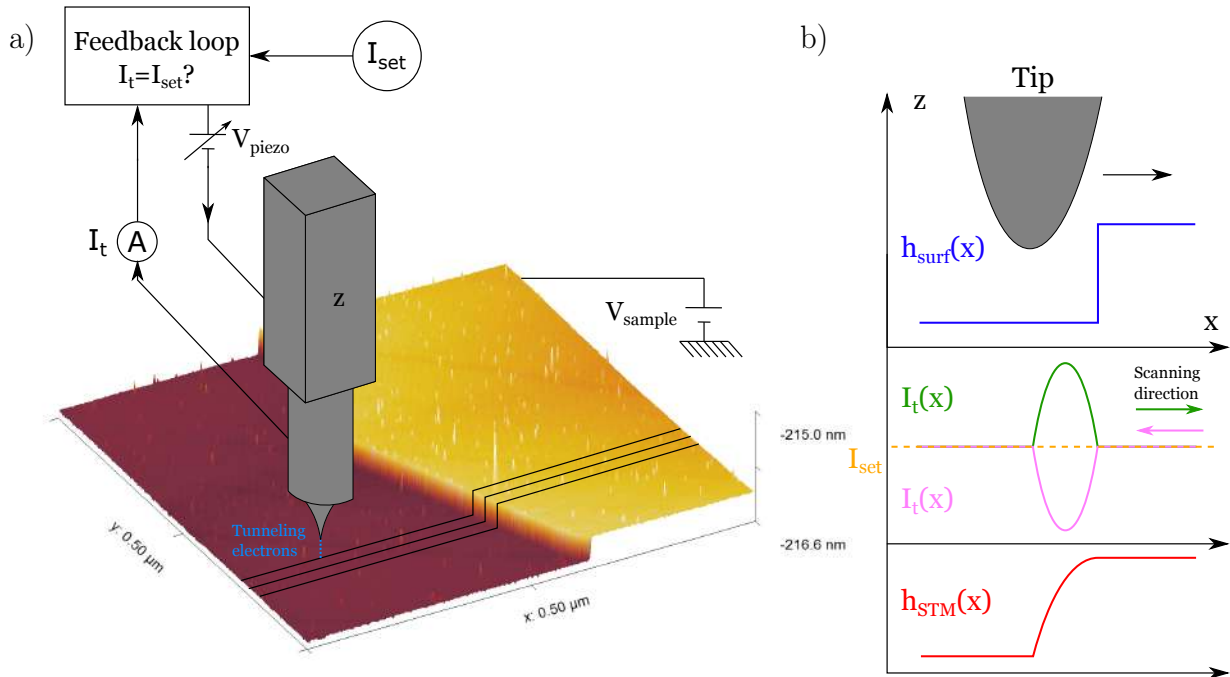 a)
Feedback loop
I_t=I_set?
I_set
V_piezo
I_t
A
z
V_sample
Tunneling
electrons
y: 0.50 µm
x: 0.50 µm
-215.0 nm
-216.6 nm
b)
Tip
z
h_surf(x)
x
I_t(x)
Scanning
direction
I_set
I_t(x)
h_STM(x)